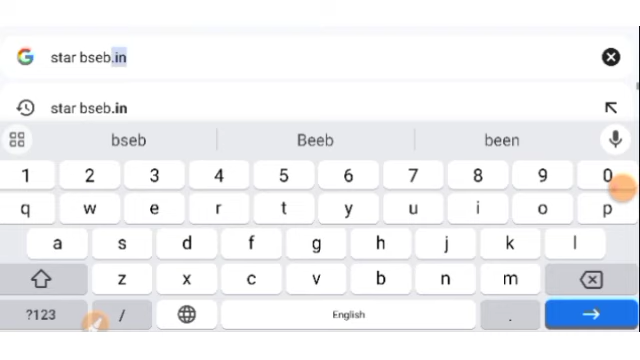 star bseb.in
star bseb.in
bseb Beeb been
1 2 3 4 5 6 7 8 9 0
q w e r t y u i o p
a s d f g h j k l
z x c v b n m
?123 / English .